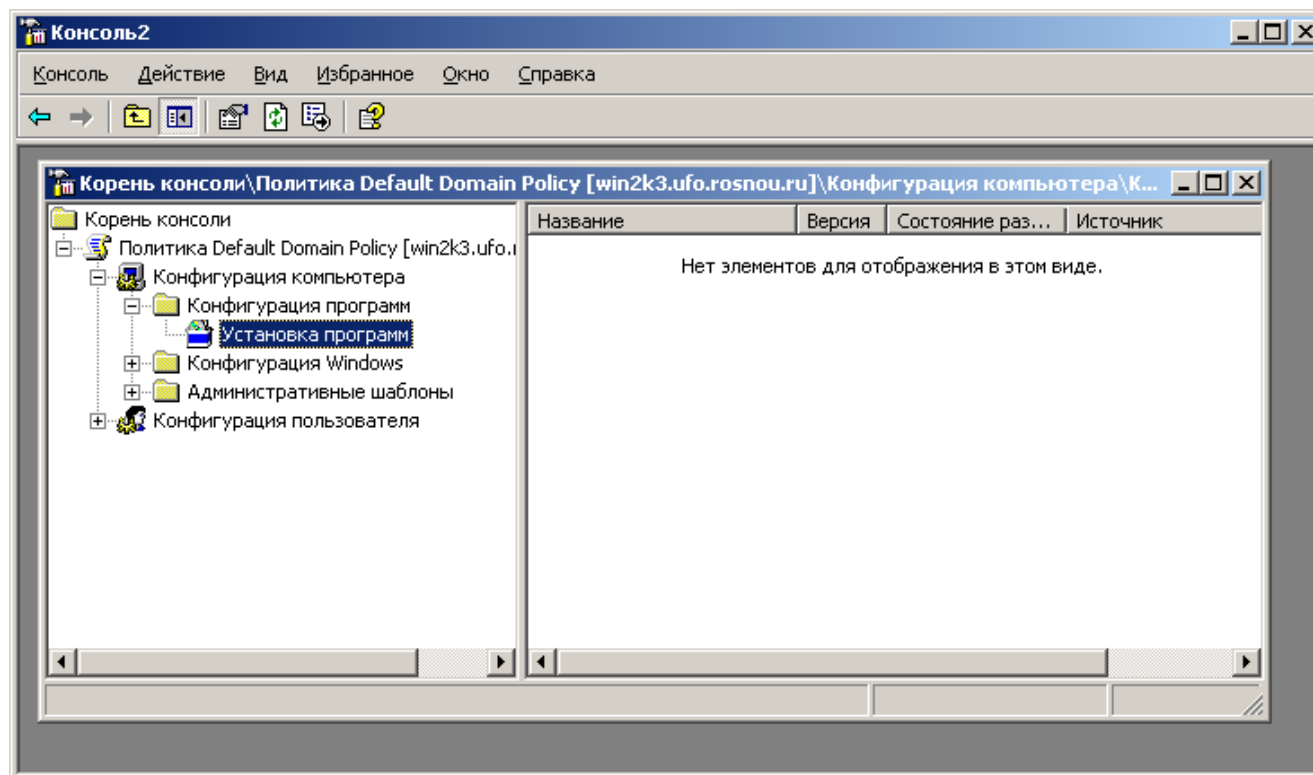 Консоль2
Консоль Действие Вид Избранное Окно Справка
Корень консоли\Политика Default Domain Policy [win2k3.ufo.rosnou.ru]\Конфигурация компьютера\К...
Корень консоли
Политика Default Domain Policy [win2k3.ufo.r
Конфигурация компьютера
Конфигурация программ
Установка программ
Конфигурация Windows
Административные шаблоны
Конфигурация пользователя
Название Версия Состояние раз... Источник
Нет элементов для отображения в этом виде.